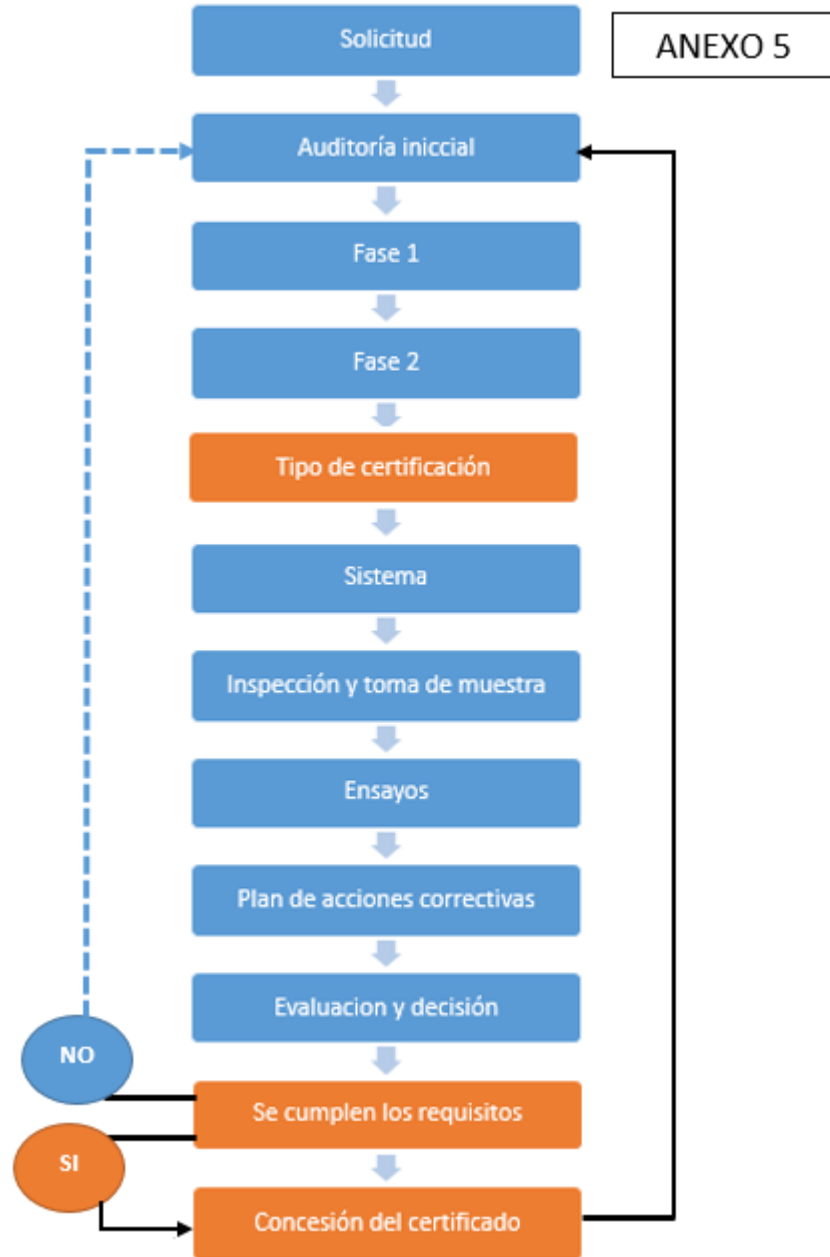 Solicitud
ANEXO 5
Auditoría iniccial
Fase 1
Fase 2
Tipo de certificación
Sistema
Inspección y toma de muestra
Ensayos
Plan de acciones correctivas
Evaluacion y decisión
NO
Se cumplen los requisitos
SI
Concesión del certificado